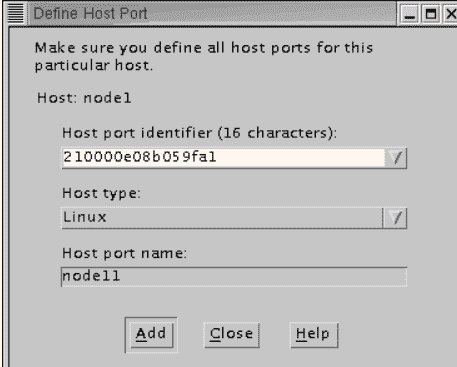 Define Host Port
Make sure you define all host ports for this
particular host.
Host: node1
Host port identifier (16 characters):
210000e08b059fa1
Host type:
Linux
Host port name:
node11
Add
Close
Help